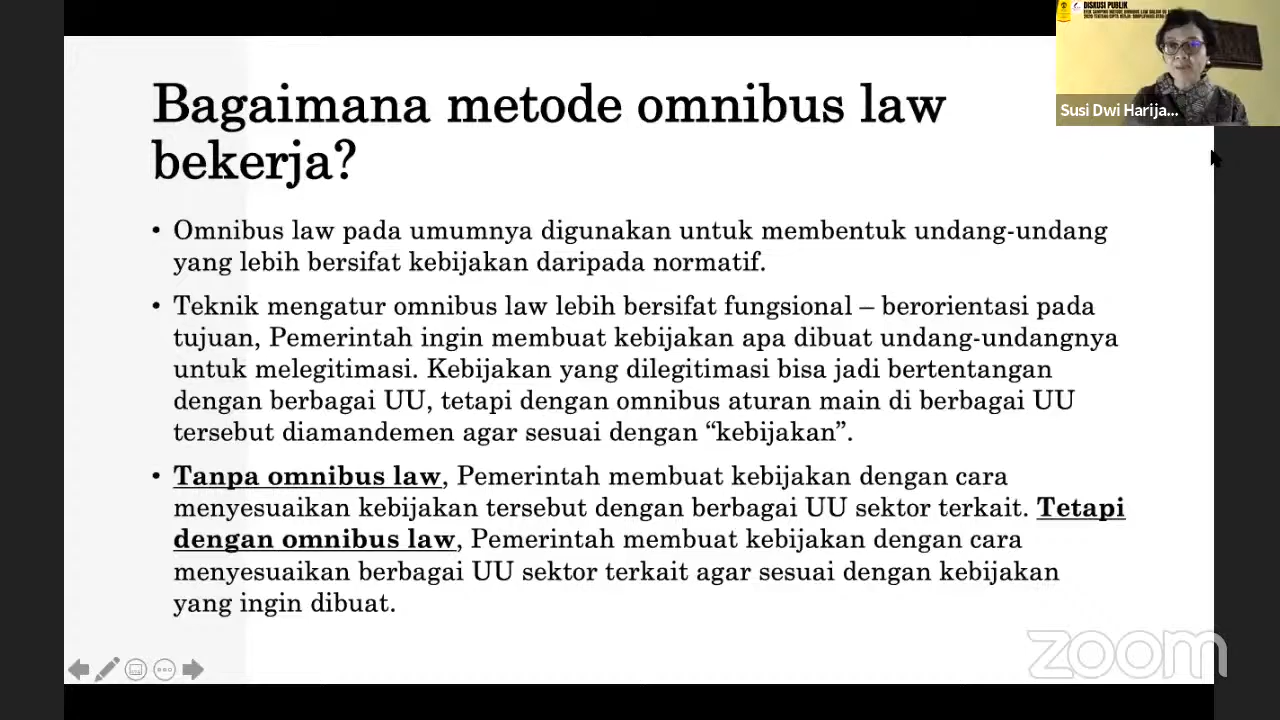 DISKUSI PUBLIK
Susi Dwi Harija...
Bagaimana metode omnibus law
bekerja?
• Omnibus law pada umumnya digunakan untuk membentuk undang-undang
yang lebih bersifat kebijakan daripada normatif.
• Teknik mengatur omnibus law lebih bersifat fungsional – berorientasi pada
tujuan, Pemerintah ingin membuat kebijakan apa dibuat undang-undangnya
untuk melegitimasi. Kebijakan yang dilegitimasi bisa jadi bertentangan
dengan berbagai UU, tetapi dengan omnibus aturan main di berbagai UU
tersebut diamandemen agar sesuai dengan “kebijakan”.
• Tanpa omnibus law, Pemerintah membuat kebijakan dengan cara
menyesuaikan kebijakan tersebut dengan berbagai UU sektor terkait. Tetapi
dengan omnibus law, Pemerintah membuat kebijakan dengan cara
menyesuaikan berbagai UU sektor terkait agar sesuai dengan kebijakan
yang ingin dibuat.
zoom